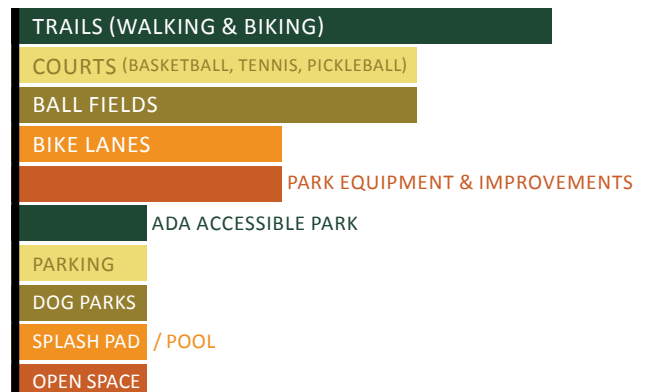 TRAILS (WALKING & BIKING)
COURTS (BASKETBALL, TENNIS, PICKLEBALL)
BALL FIELDS
BIKE LANES
PARK EQUIPMENT & IMPROVEMENTS
ADA ACCESSIBLE PARK
PARKING
DOG PARKS
SPLASH PAD / POOL
OPEN SPACE